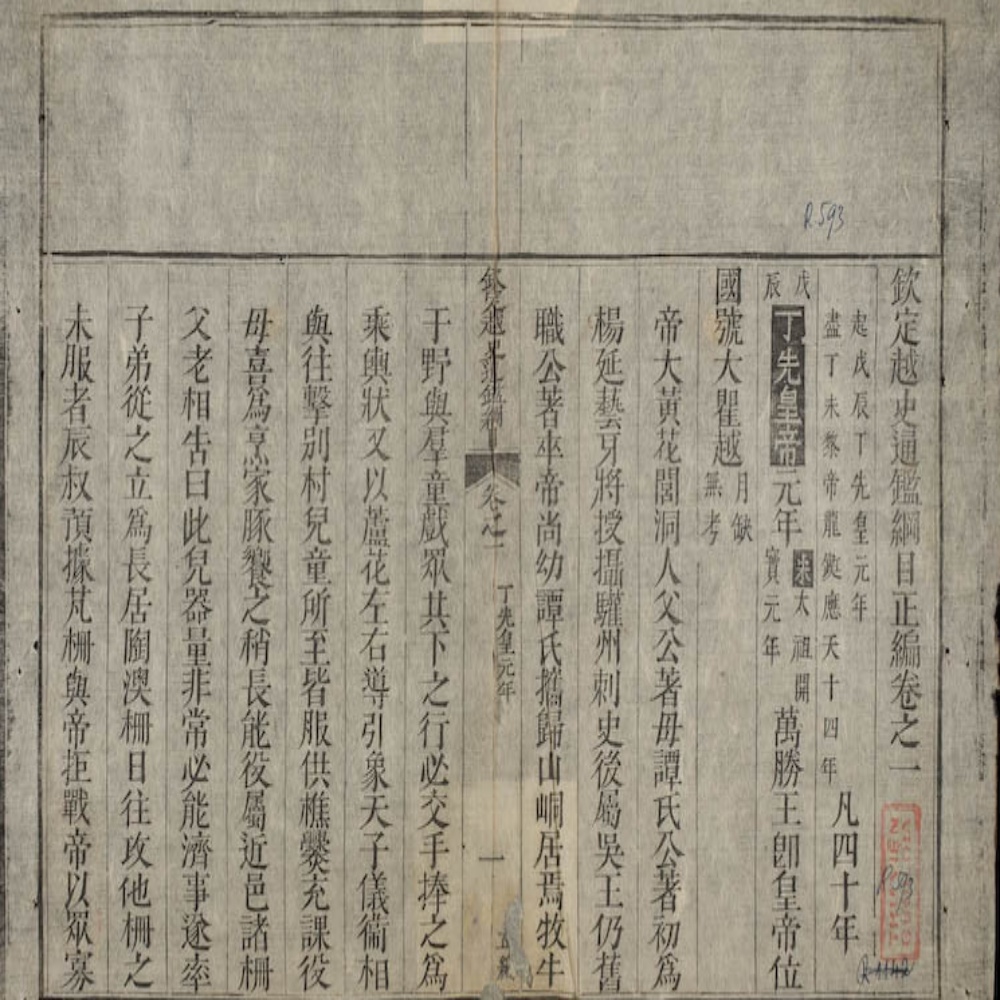 欽定越史通鑑綱目正編卷之一
起戊辰丁先皇元年
盡丁未黎帝龍鋌應天十四年
凡四十年
戊辰
丁先皇帝元年
宋太祖開寶元年
萬勝王卽皇帝位
國號大瞿越
月缺無考
帝大黃花閭洞人父公著母譚氏公著初爲
楊延藝牙將授攝驩州刺史後屬吳王仍舊
職公著卒帝尚幼譚氏攜歸山峒居焉牧牛
欽定越史通鑑綱目
卷之一
丁先皇元年
一
于野與羣童戲眾共下之行必交手捧之爲
乘輿狀又以蘆花左右導引象天子儀衞相
與往擊别村兒童所至皆服供樵爨充課役
母喜爲烹家豚饗之稍長能役屬近邑諸柵
父老相告曰此兒器量非常必能濟事遂率
子弟從之立爲長居陶澳柵日往攻他柵之
未服者辰叔預據芃柵與帝拒戰帝以眾寡
R.593
R.593